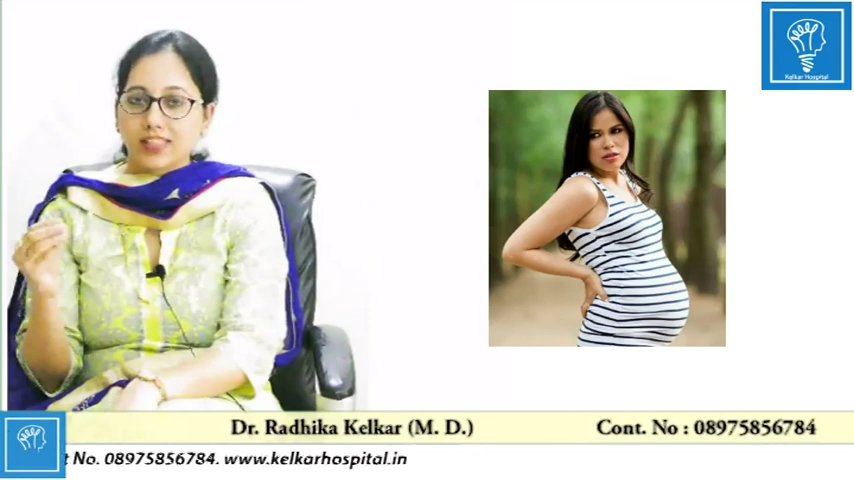 Kelkar Hospital
Dr. Radhika Kelkar (M. D.)
Cont. No : 08975856784
t No. 08975856784. www.kelkarhospital.in